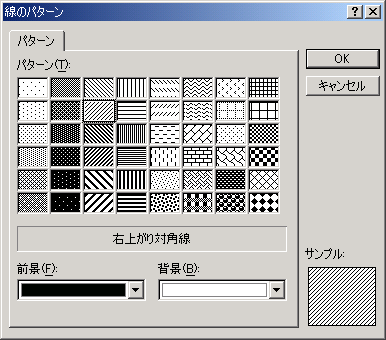 線のパターン
パターン
パターン(T):
OK
キャンセル
右上がり対角線
前景(F):
背景(B):
サンプル: